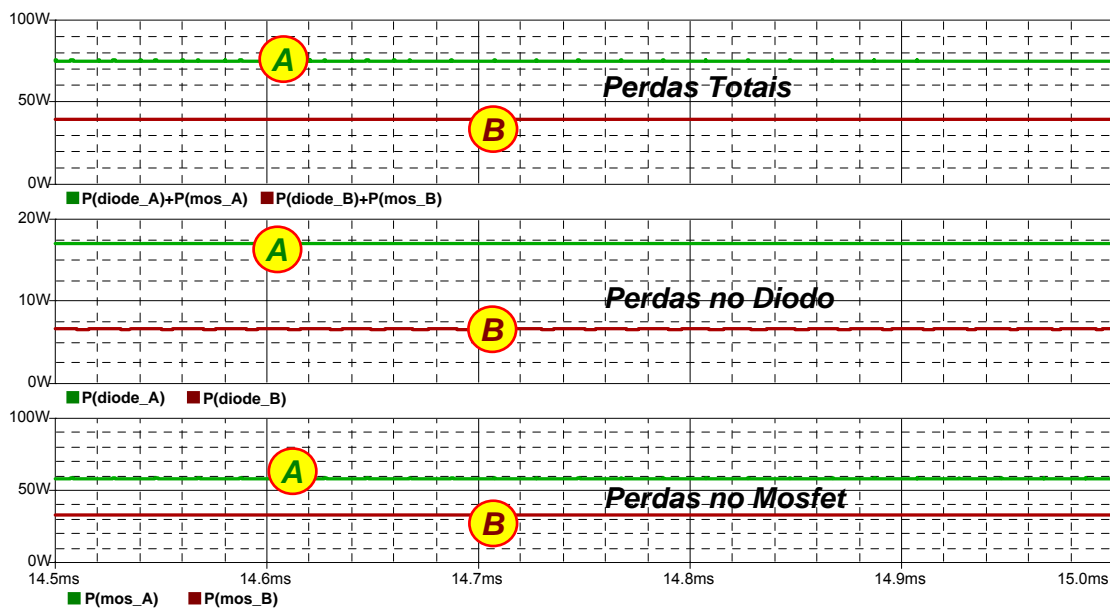 100W
A
Perdas Totais
50W
B
0W
P(diode_A)+P(mos_A) P(diode_B)+P(mos_B)
20W
A
10W
Perdas no Diodo
B
0W
P(diode_A) P(diode_B)
100W
A
50W
Perdas no Mosfet
B
0W
14.5ms 14.6ms 14.7ms 14.8ms 14.9ms 15.0ms
P(mos_A) P(mos_B)